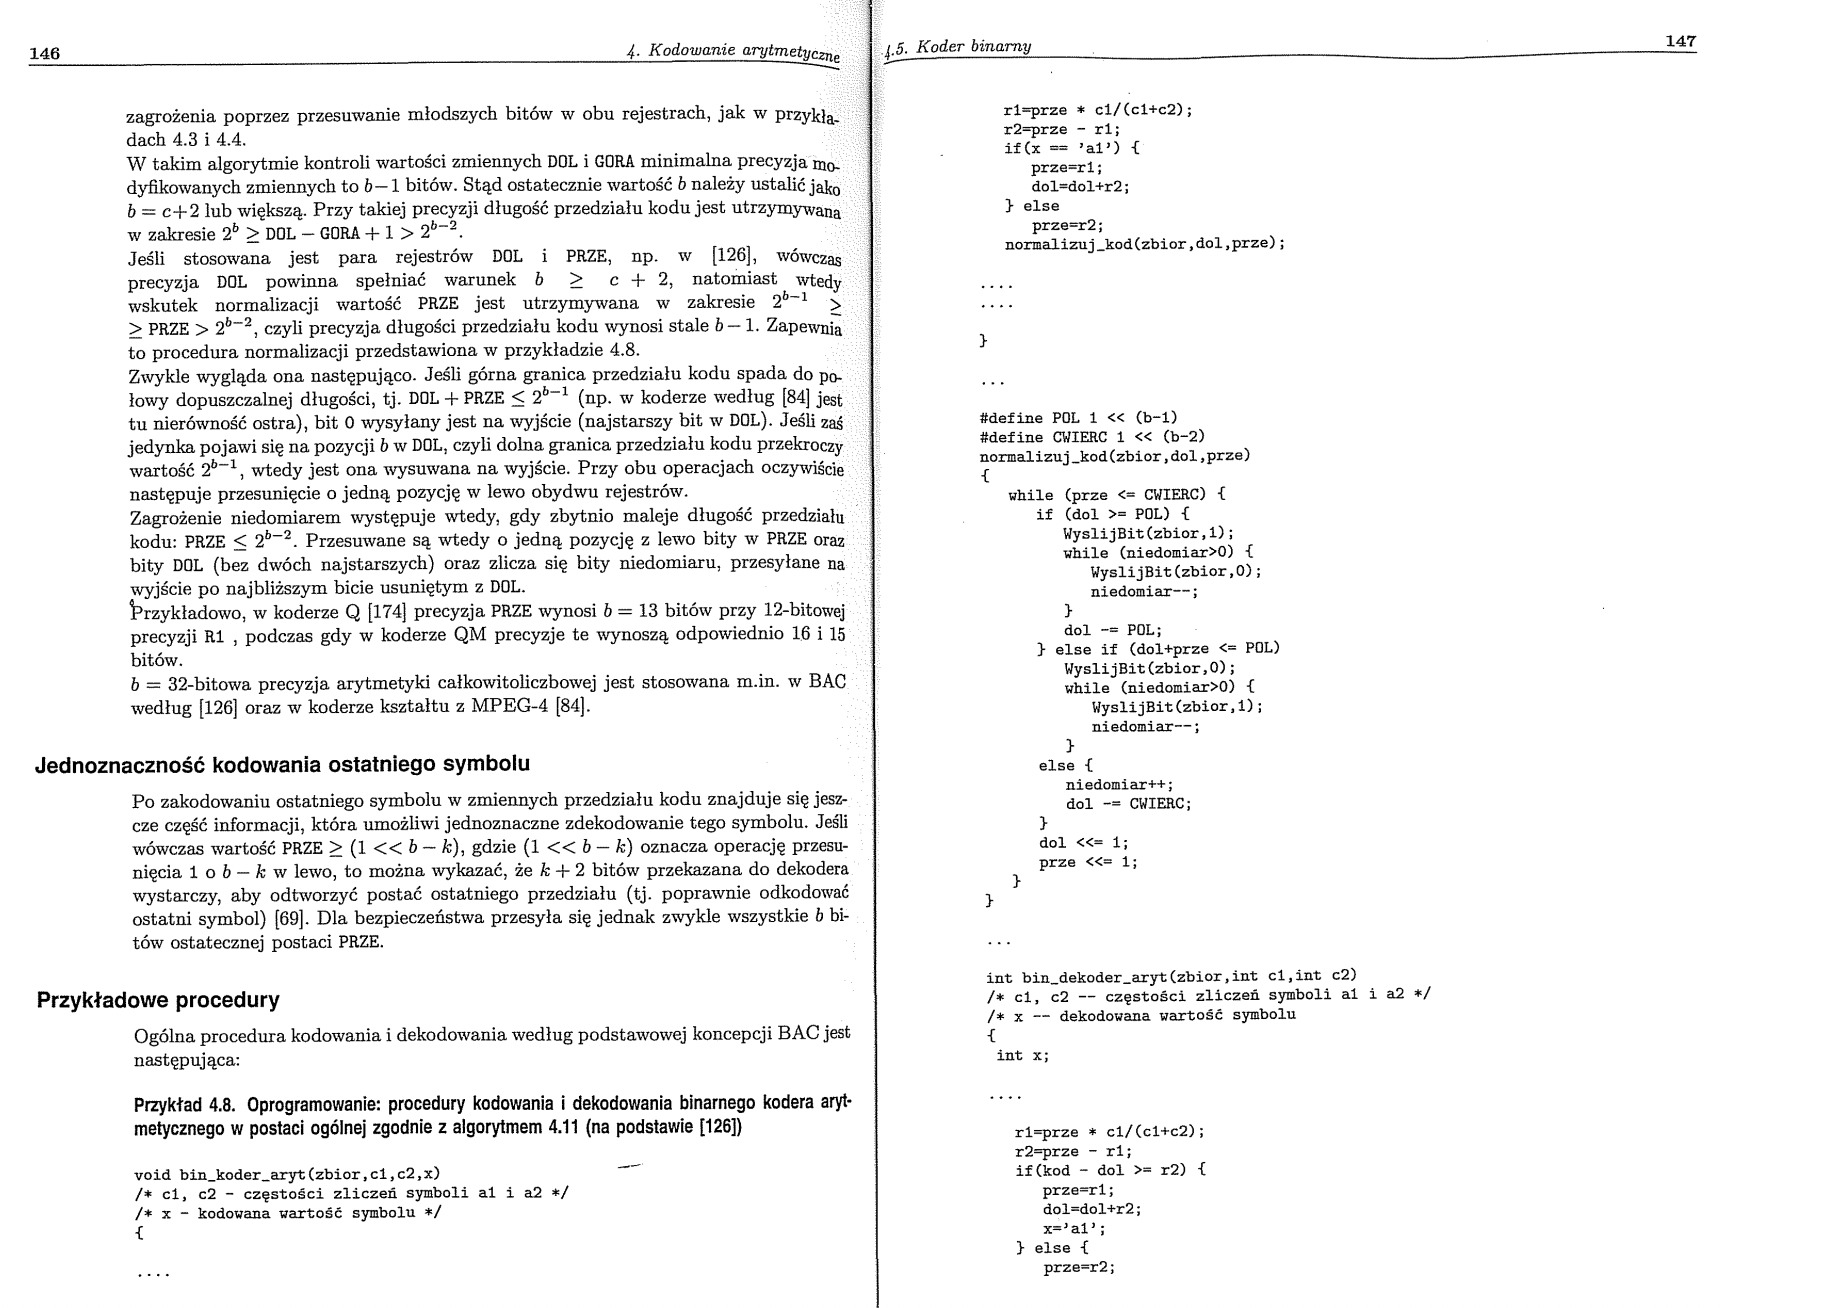 146
4. Kodowanie arytmetyczne
zagrożenia poprzez przesuwanie młodszych bitów w obu rejestrach, jak w przykła-
dach 4.3 i 4.4.
W takim algorytmie kontroli wartości zmiennych DOL i GORA minimalna precyzja mo-
dyfikowanych zmiennych to b−1 bitów. Stąd ostatecznie wartość b należy ustalić jako
b = c+2 lub większą. Przy takiej precyzji długość przedziału kodu jest utrzymywana
w zakresie 2^b ≥ DOL − GORA + 1 > 2^{b−2}.
Jeśli stosowana jest para rejestrów DOL i PRZE, np. w [126], wówczas
precyzja DOL powinna spełniać warunek b ≥ c + 2, natomiast wtedy
wskutek normalizacji wartość PRZE jest utrzymywana w zakresie 2^{b−1} ≥
≥ PRZE > 2^{b−2}, czyli precyzja długości przedziału kodu wynosi stale b − 1. Zapewnia
to procedura normalizacji przedstawiona w przykładzie 4.8.
Zwykle wygląda ona następująco. Jeśli górna granica przedziału kodu spada do po-
łowy dopuszczalnej długości, tj. DOL + PRZE ≤ 2^{b−1} (np. w koderze według [84] jest
tu nierówność ostra), bit 0 wysyłany jest na wyjście (najstarszy bit w DOL). Jeśli zaś
jedynka pojawi się na pozycji b w DOL, czyli dolna granica przedziału kodu przekroczy
wartość 2^{b−1}, wtedy jest ona wysuwana na wyjście. Przy obu operacjach oczywiście
następuje przesunięcie o jedną pozycję w lewo obydwu rejestrów.
Zagrożenie niedomiarem występuje wtedy, gdy zbytnio maleje długość przedziału
kodu: PRZE ≤ 2^{b−2}. Przesuwane są wtedy o jedną pozycję z lewo bity w PRZE oraz
bity DOL (bez dwóch najstarszych) oraz zlicza się bity niedomiaru, przesyłane na
wyjście po najbliższym bicie usuniętym z DOL.
Przykładowo, w koderze Q [174] precyzja PRZE wynosi b = 13 bitów przy 12-bitowej
precyzji R1 , podczas gdy w koderze QM precyzje te wynoszą odpowiednio 16 i 15
bitów.
b = 32-bitowa precyzja arytmetyki całkowitoliczbowej jest stosowana m.in. w BAC
według [126] oraz w koderze kształtu z MPEG-4 [84].
Jednoznaczność kodowania ostatniego symbolu
Po zakodowaniu ostatniego symbolu w zmiennych przedziału kodu znajduje się jesz-
cze część informacji, która umożliwi jednoznaczne zdekodowanie tego symbolu. Jeśli
wówczas wartość PRZE ≥ (1 << b − k), gdzie (1 << b − k) oznacza operację przesu-
nięcia 1 o b − k w lewo, to można wykazać, że k + 2 bitów przekazana do dekodera
wystarczy, aby odtworzyć postać ostatniego przedziału (tj. poprawnie odkodować
ostatni symbol) [69]. Dla bezpieczeństwa przesyła się jednak zwykle wszystkie b bi-
tów ostatecznej postaci PRZE.
Przykładowe procedury
Ogólna procedura kodowania i dekodowania według podstawowej koncepcji BAC jest
następująca:
Przykład 4.8. Oprogramowanie: procedury kodowania i dekodowania binarnego kodera aryt-
metycznego w postaci ogólnej zgodnie z algorytmem 4.11 (na podstawie [126])
void bin_koder_aryt(zbior,c1,c2,x)
/* c1, c2 - częstości zliczeń symboli a1 i a2 */
/* x - kodowana wartość symbolu */
{
....
4.5. Koder binarny
147
r1=prze * c1/(c1+c2);
r2=prze - r1;
if(x == 'a1') {
prze=r1;
dol=dol+r2;
} else
prze=r2;
normalizuj_kod(zbior,dol,prze);
....
....
}
...
#define POL 1 << (b-1)
#define CWIERC 1 << (b-2)
normalizuj_kod(zbior,dol,prze)
{
while (prze <= CWIERC) {
if (dol >= POL) {
WyslijBit(zbior,1);
while (niedomiar>0) {
WyslijBit(zbior,0);
niedomiar--;
}
dol -= POL;
} else if (dol+prze <= POL)
WyslijBit(zbior,0);
while (niedomiar>0) {
WyslijBit(zbior,1);
niedomiar--;
}
else {
niedomiar++;
dol -= CWIERC;
}
dol <<= 1;
prze <<= 1;
}
}
...
int bin_dekoder_aryt(zbior,int c1,int c2)
/* c1, c2 -- częstości zliczeń symboli a1 i a2 */
/* x -- dekodowana wartość symbolu
{
int x;
....
r1=prze * c1/(c1+c2);
r2=prze - r1;
if(kod - dol >= r2) {
prze=r1;
dol=dol+r2;
x='a1';
} else {
prze=r2;